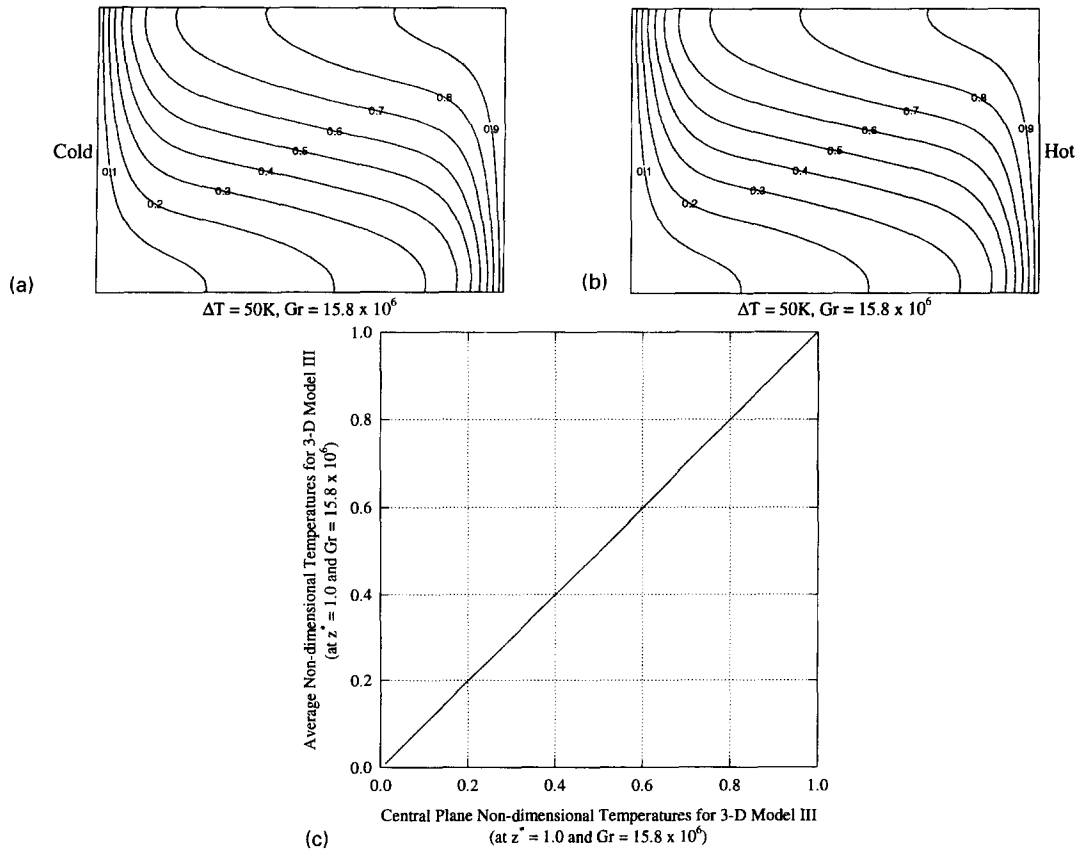 0.9
0.8
0.7
0.6
0.5
0.4
0.3
0.2
0.1
Cold
(a)
ΔT = 50K, Gr = 15.8 x 10⁶
0.9
0.8
0.7
0.6
0.5
0.4
0.3
0.2
0.1
Hot
(b)
ΔT = 50K, Gr = 15.8 x 10⁶
Average Non-dimensional Temperatures for 3-D Model III
(at z* = 1.0 and Gr = 15.8 x 10⁶)
1.0
0.8
0.6
0.4
0.2
0.0
0.0 0.2 0.4 0.6 0.8 1.0
Central Plane Non-dimensional Temperatures for 3-D Model III
(at z* = 1.0 and Gr = 15.8 x 10⁶)
(c)